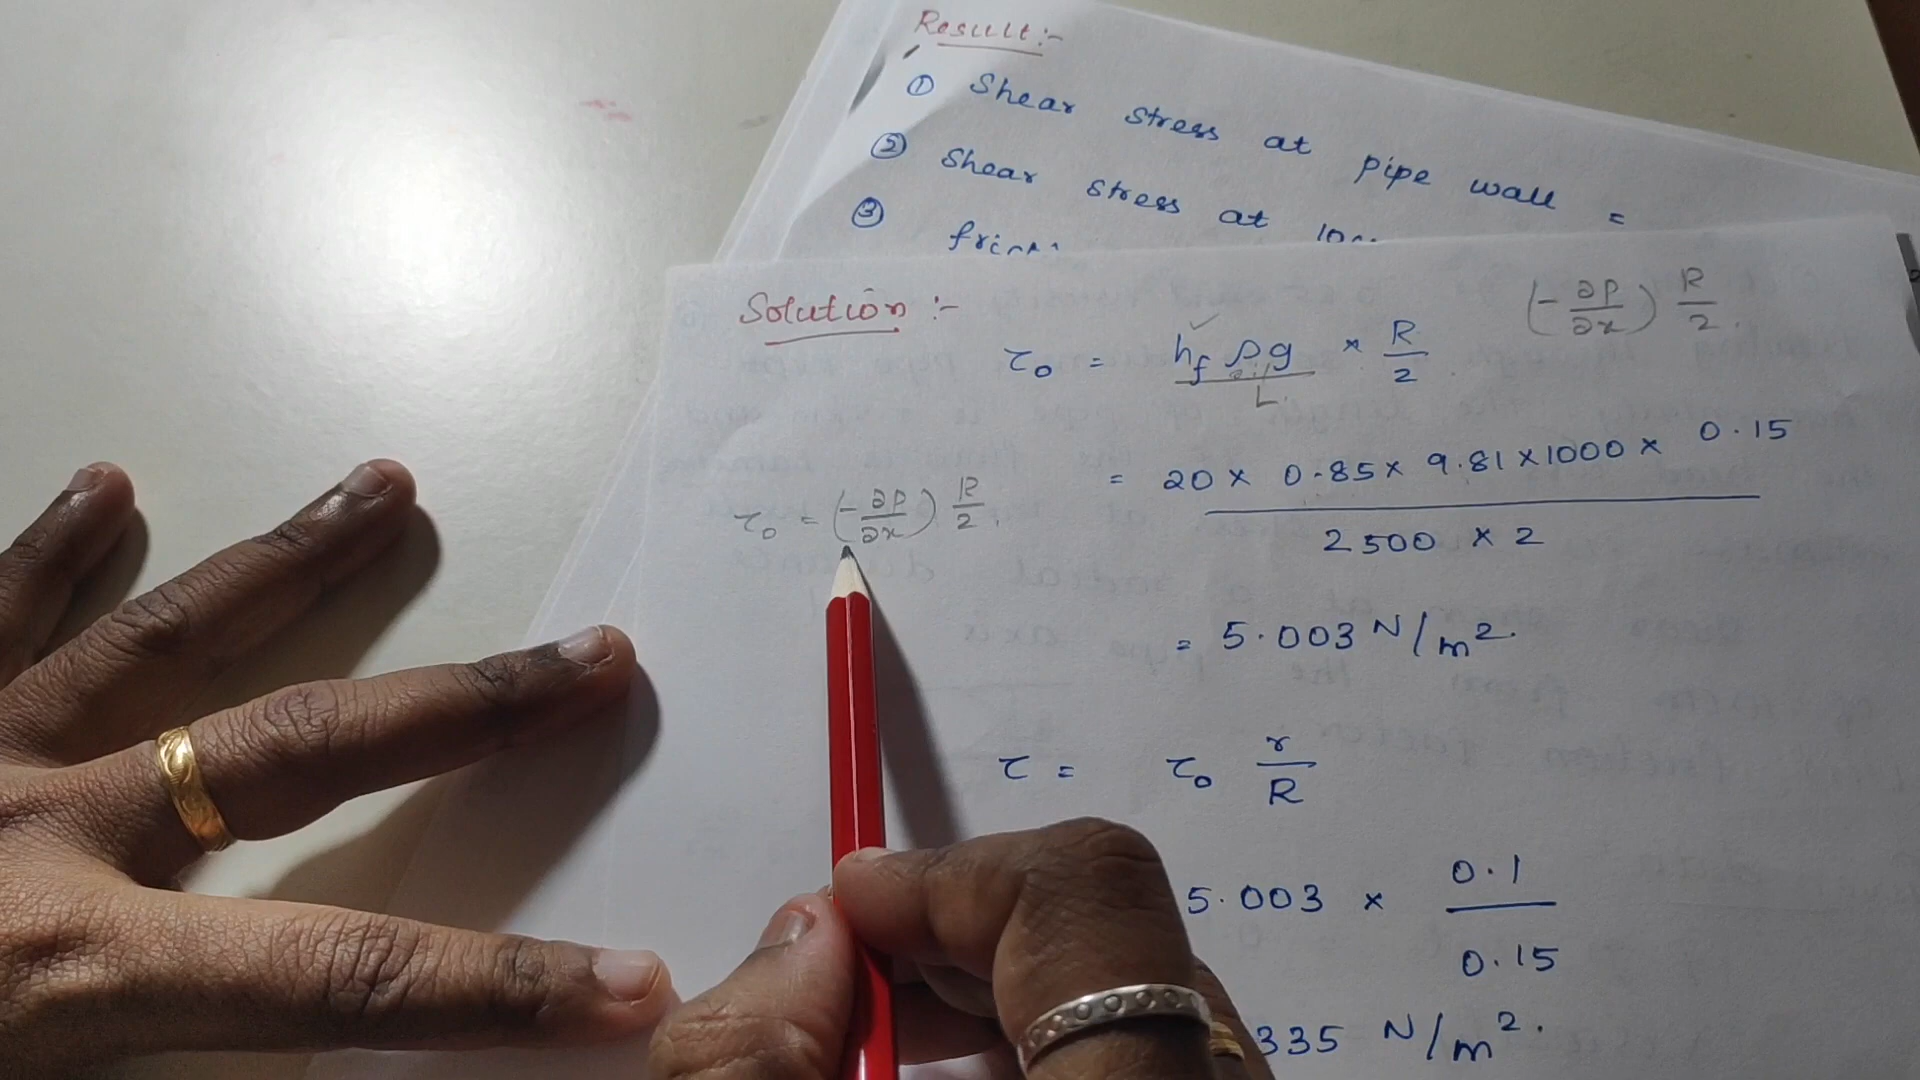 Result:-
① Shear stress at pipe wall =
② Shear stress at
③
Solution :-
(-∂p/∂x) R/2.
τ₀ = h_f ρg/L × R/2
= 20 × 0.85 × 9.81 × 1000 × 0.15
2500 × 2
τ₀ = (-∂p/∂x) R/2.
= 5.003 N/m².
τ = τ₀ r/R
5.003 × 0.1/0.15
335 N/m².